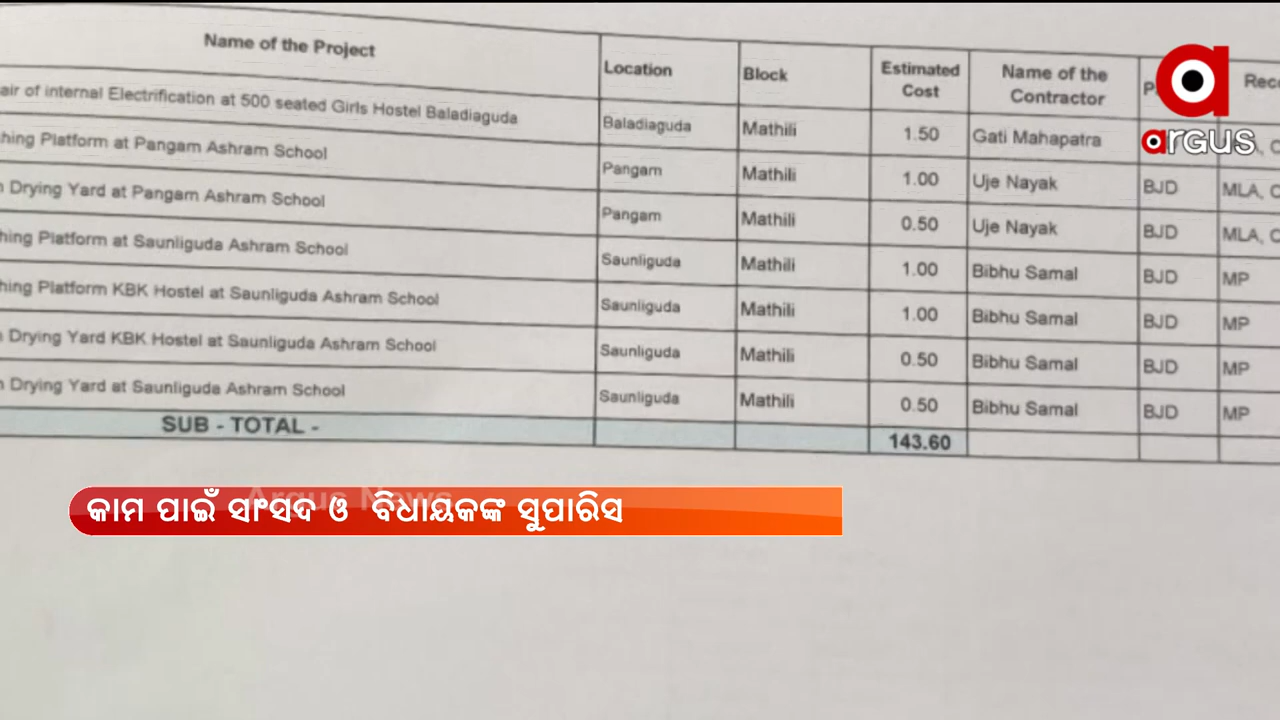 Name of the Project Location Block Estimated Cost Name of the Contractor
air of internal Electrification at 500 seated Girls Hostel Baladiaguda Baladiaguda Mathili 1.50 Gati Mahapatra
hing Platform at Pangam Ashram School Pangam Mathili 1.00 Uje Nayak BJD MLA, C
n Drying Yard at Pangam Ashram School Pangam Mathili 0.50 Uje Nayak BJD MLA, C
hing Platform at Saunliguda Ashram School Saunliguda Mathili 1.00 Bibhu Samal BJD MP
hing Platform KBK Hostel at Saunliguda Ashram School Saunliguda Mathili 1.00 Bibhu Samal BJD MP
n Drying Yard KBK Hostel at Saunliguda Ashram School Saunliguda Mathili 0.50 Bibhu Samal BJD MP
n Drying Yard at Saunliguda Ashram School Saunliguda Mathili 0.50 Bibhu Samal BJD MP
SUB - TOTAL - 143.60
argus
Argus News
କାମ ପାଇଁ ସାଂସଦ ଓ ବିଧାୟକଙ୍କ ସୁପାରିସ